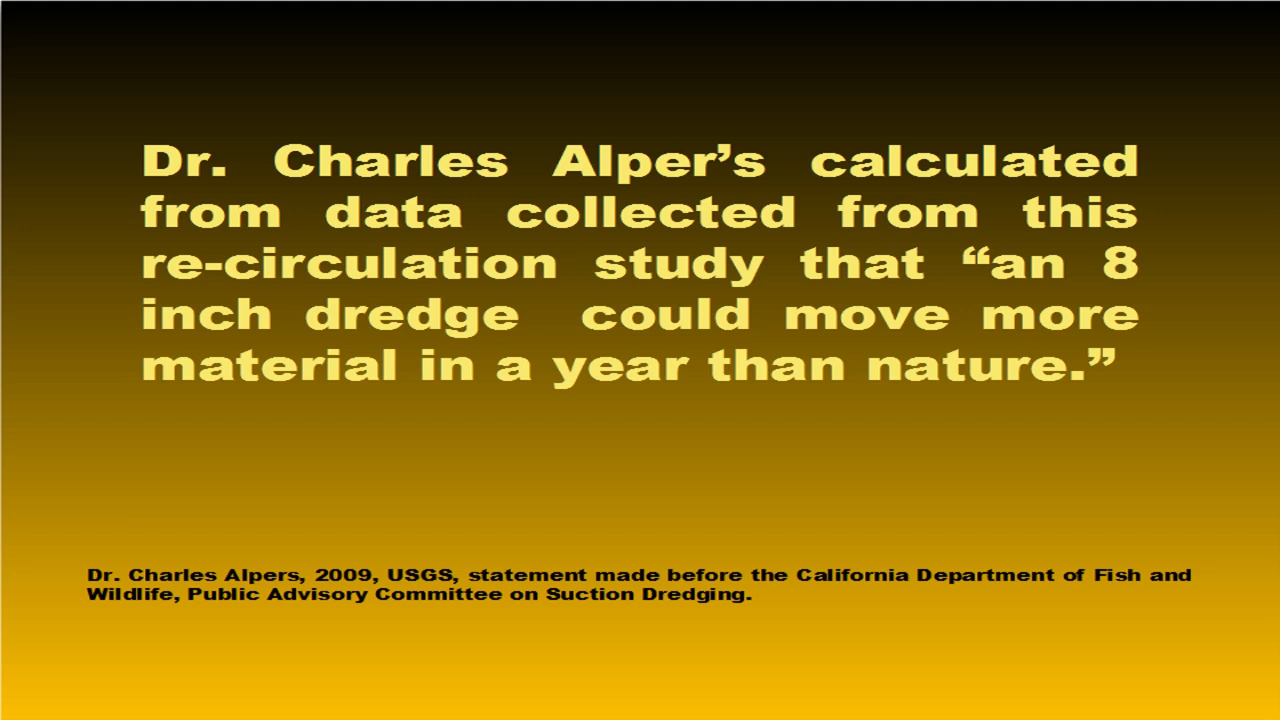 Dr. Charles Alper’s calculated
from data collected from this
re-circulation study that “an 8
inch dredge could move more
material in a year than nature.”
Dr. Charles Alpers, 2009, USGS, statement made before the California Department of Fish and
Wildlife, Public Advisory Committee on Suction Dredging.